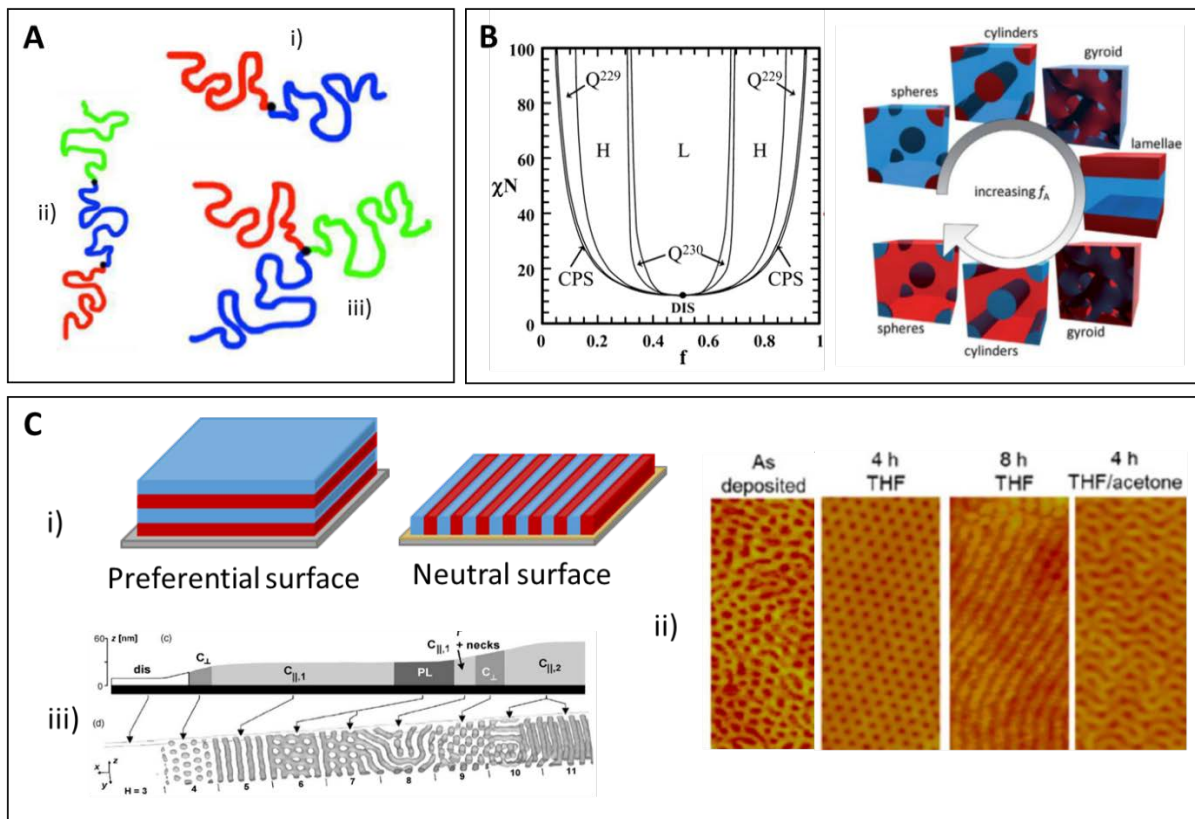 A
i)
ii)
iii)
B
100
80
60
40
20
0
χN
Q²²⁹
Q²²⁹
H
L
H
Q²³⁰
CPS
CPS
DIS
0
0.2
0.4
0.6
0.8
1
f
cylinders
gyroid
spheres
lamellae
increasing fA
spheres
cylinders
gyroid
C
i)
Preferential surface
Neutral surface
ii)
As
deposited
4 h
THF
8 h
THF
4 h
THF/acetone
iii)
60
z [nm]
(c)
0
dis
C⊥
C||,1
PL
C||,1
+ necks
C⊥
C||,2
(d)
x
z
y
H = 3
4
5
6
7
8
9
10
11